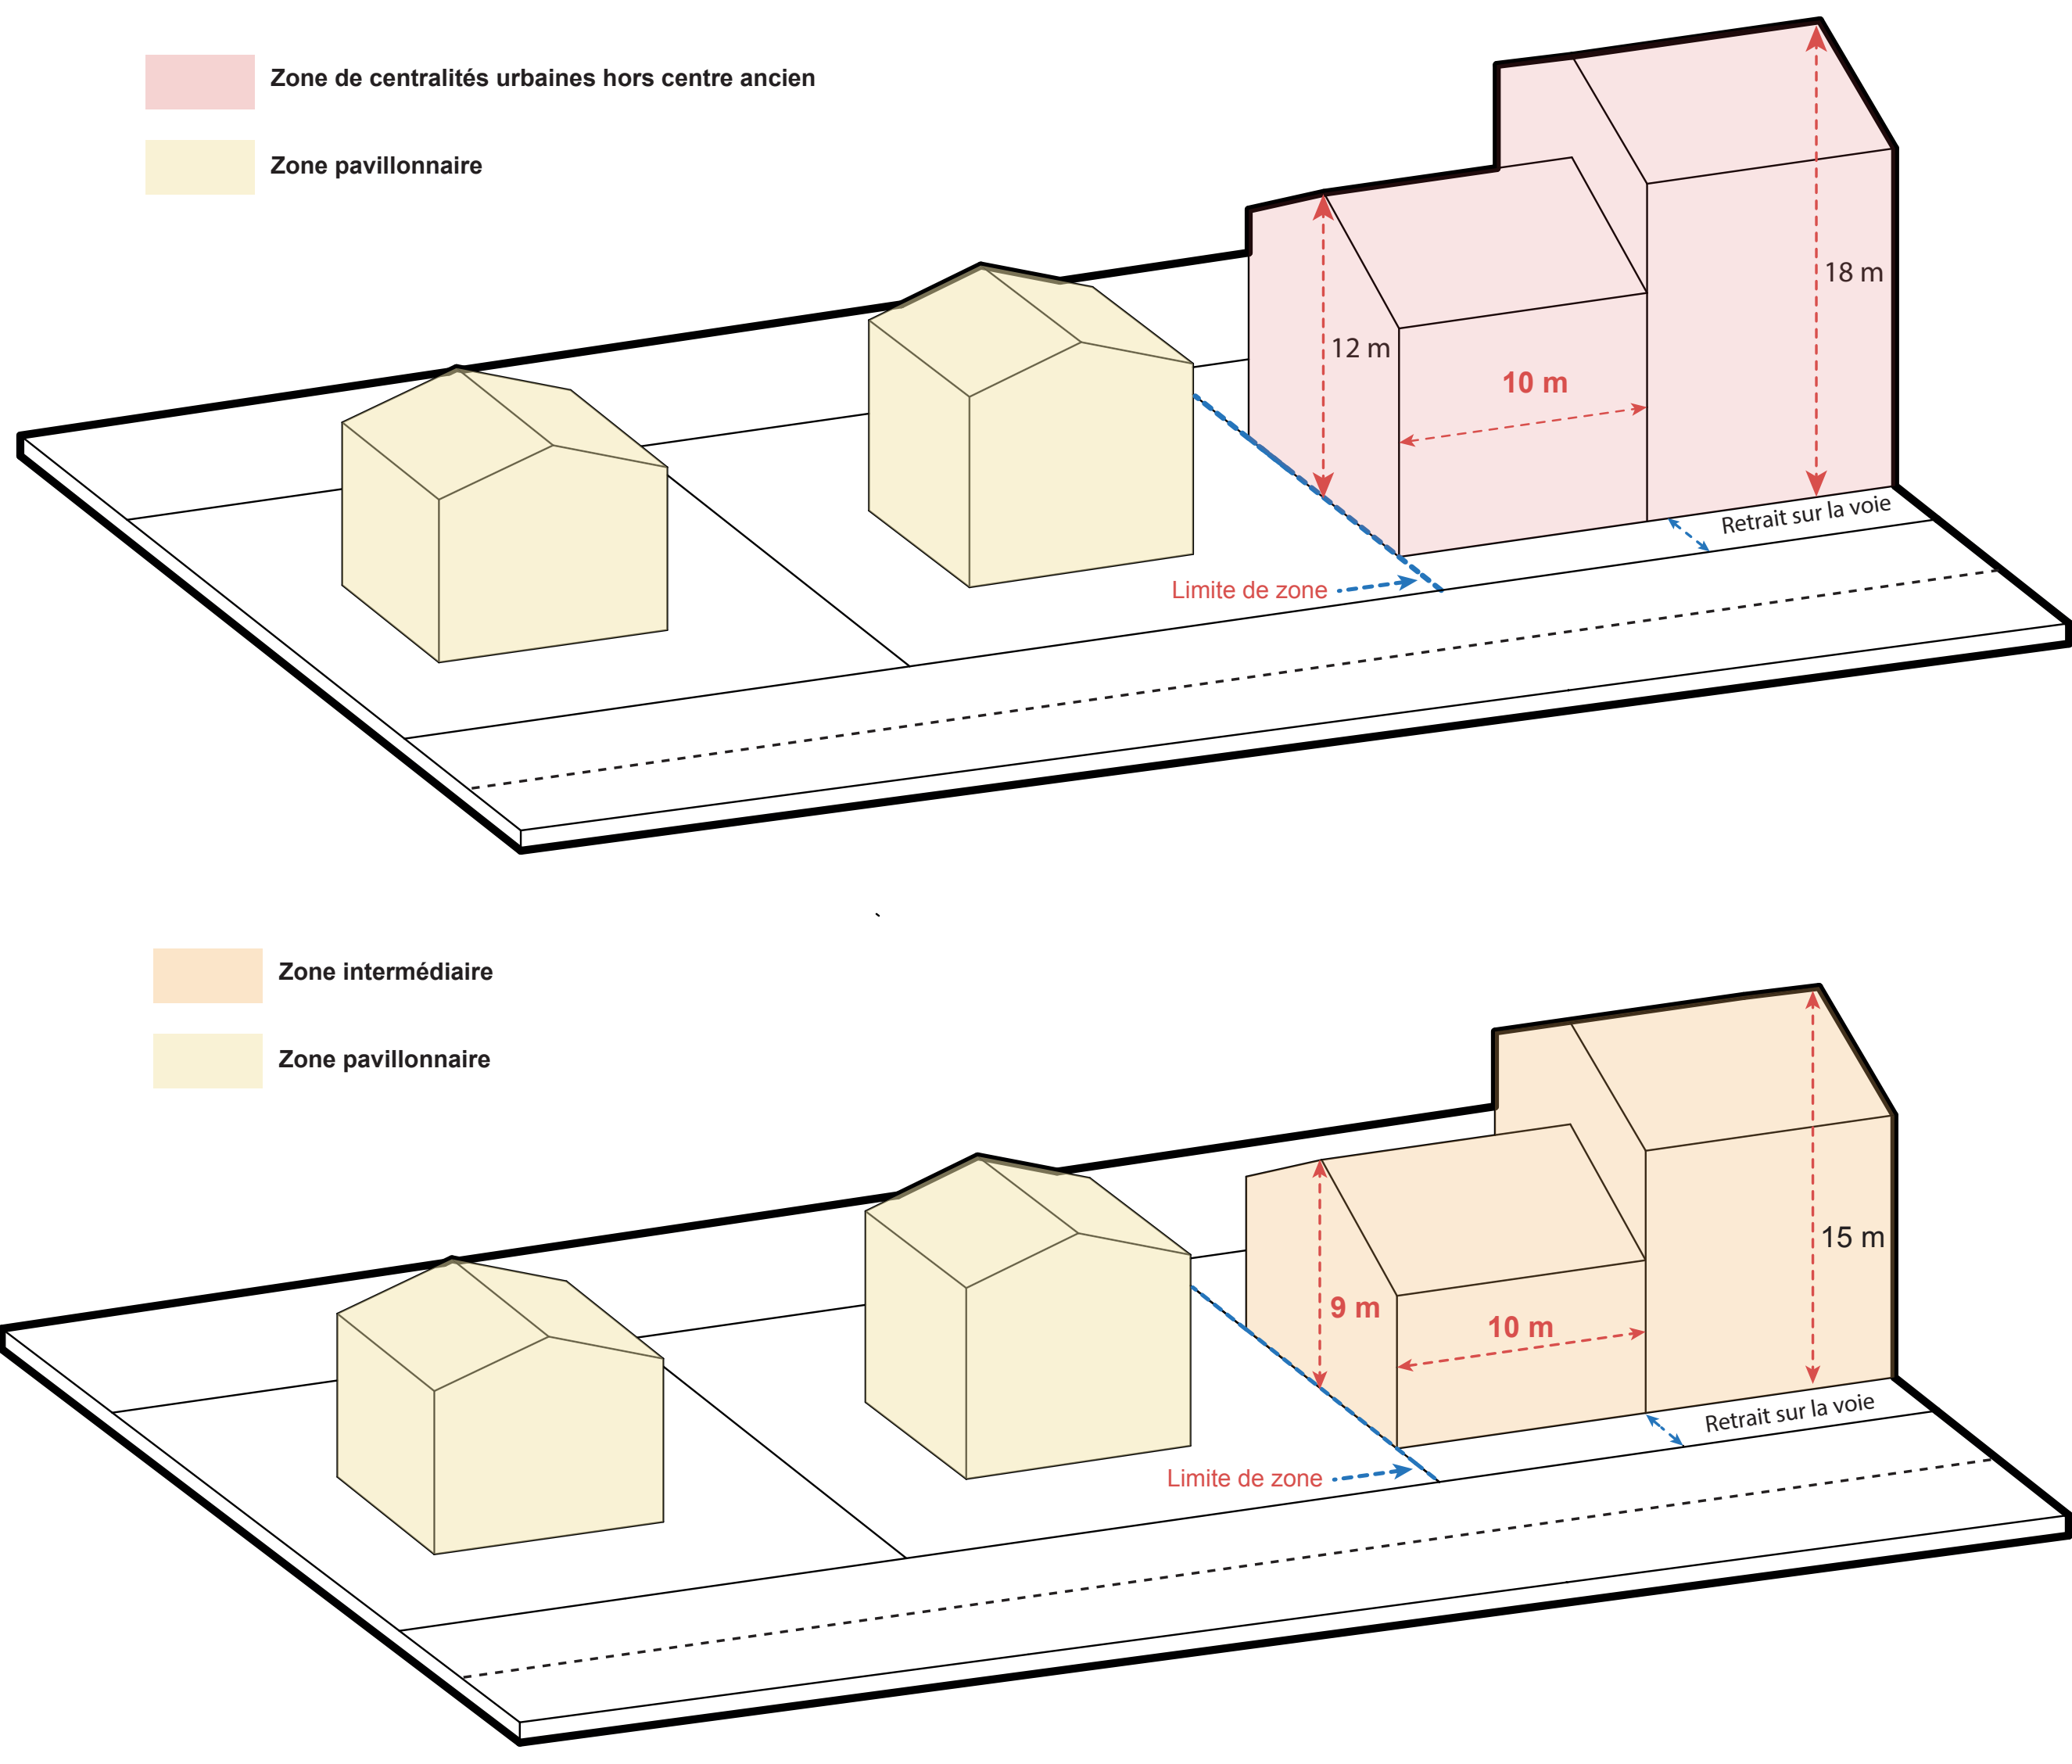 Zone de centralités urbaines hors centre ancien
Zone pavillonnaire
18 m
12 m
10 m
Retrait sur la voie
Limite de zone
Zone intermédiaire
Zone pavillonnaire
15 m
9 m
10 m
Retrait sur la voie
Limite de zone